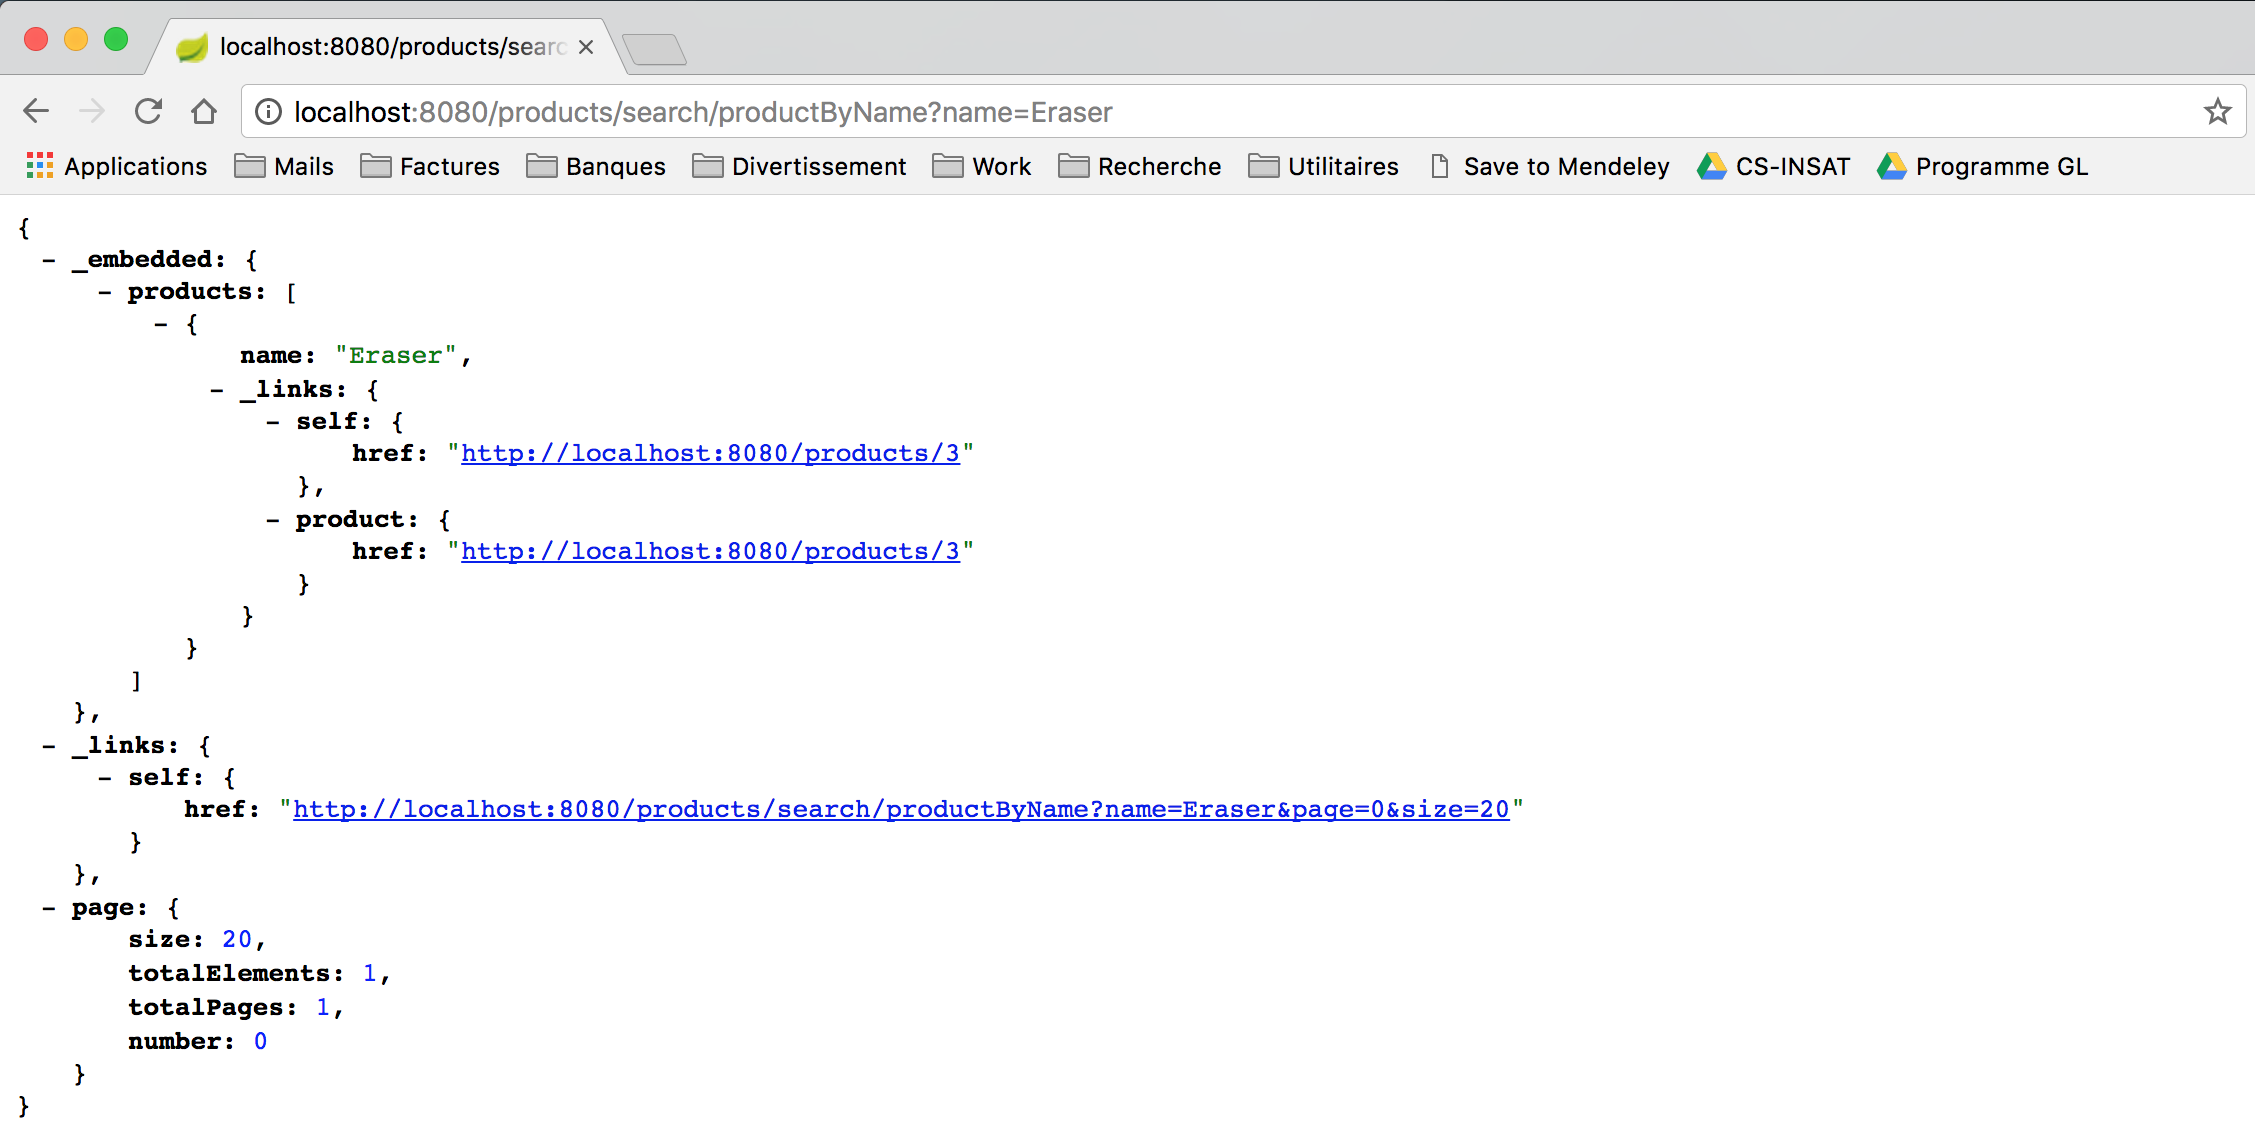 localhost:8080/products/sear
localhost:8080/products/search/productByName?name=Eraser
Applications Mails Factures Banques Divertissement Work Recherche Utilitaires Save to Mendeley CS-INSAT Programme GL
{
- _embedded: {
- products: [
- {
name: "Eraser",
- _links: {
- self: {
href: "http://localhost:8080/products/3"
},
- product: {
href: "http://localhost:8080/products/3"
}
}
}
]
},
- _links: {
- self: {
href: "http://localhost:8080/products/search/productByName?name=Eraser&page=0&size=20"
}
},
- page: {
size: 20,
totalElements: 1,
totalPages: 1,
number: 0
}
}